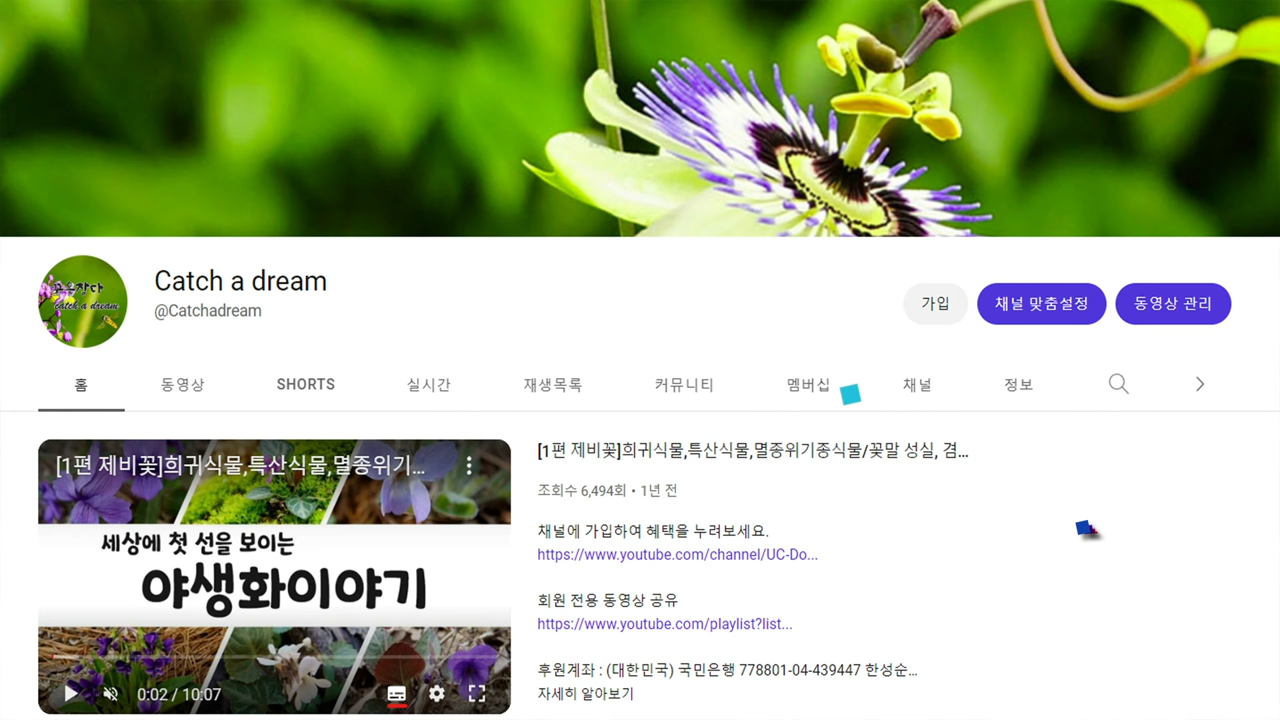 Catch a dream
@Catchadream
가입
채널 맞춤설정
동영상 관리
catch a dream
홈
동영상
SHORTS
실시간
재생목록
커뮤니티
멤버십
채널
정보
[1편 제비꽃]희귀식물,특산식물,멸종위기...
세상에 첫 선을 보이는
야생화이야기
0:02 / 10:07
[1편 제비꽃]희귀식물,특산식물,멸종위기종식물/꽃말 성실, 겸...
조회수 6,494회 • 1년 전
채널에 가입하여 혜택을 누려보세요.
https://www.youtube.com/channel/UC-Do...
회원 전용 동영상 공유
https://www.youtube.com/playlist?list...
후원계좌 : (대한민국) 국민은행 778801-04-439447 한성순...
자세히 알아보기